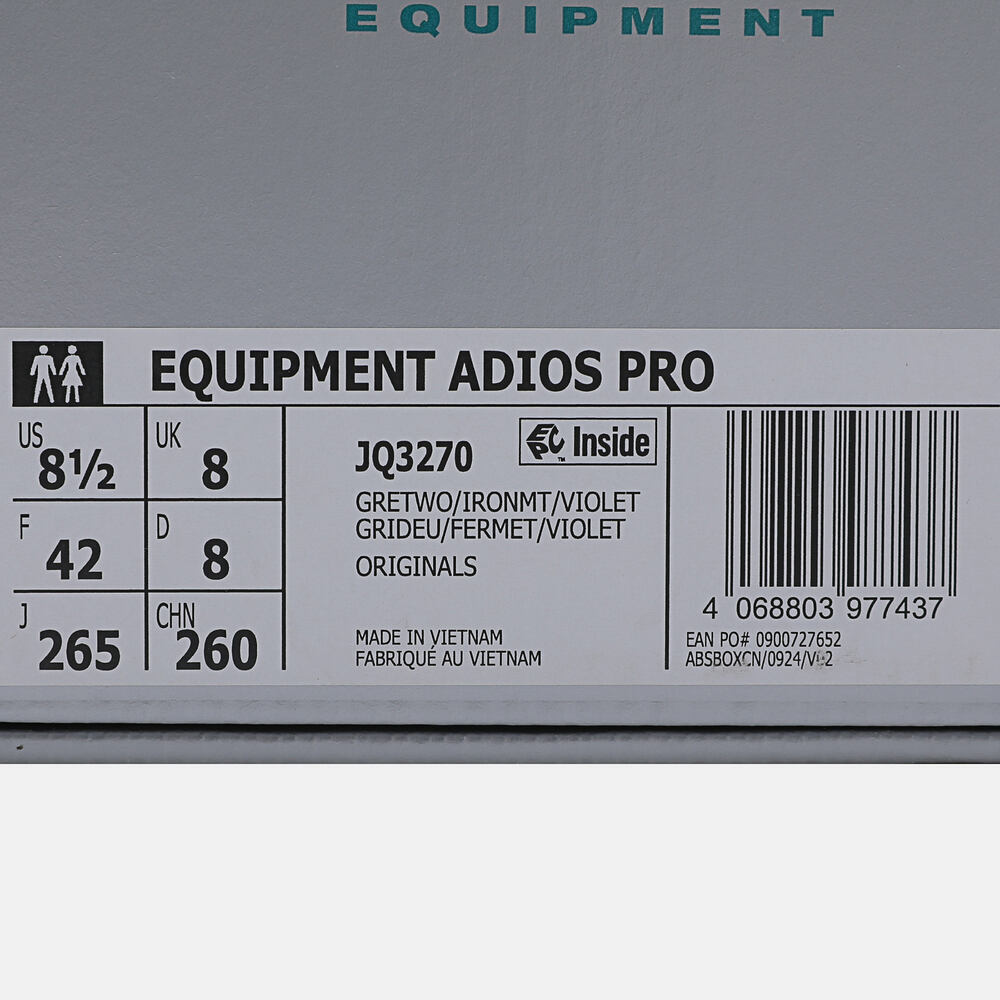 EQUIPMENT
EQUIPMENT ADIOS PRO
US 8½ UK 8
F 42 D 8
J 265 CHN 260
JQ3270
EPC Inside
™
GRETWO/IRONMT/VIOLET
GRIDEU/FERMET/VIOLET
ORIGINALS
MADE IN VIETNAM
FABRIQUÉ AU VIETNAM
4 068803 977437
EAN PO# 0900727652